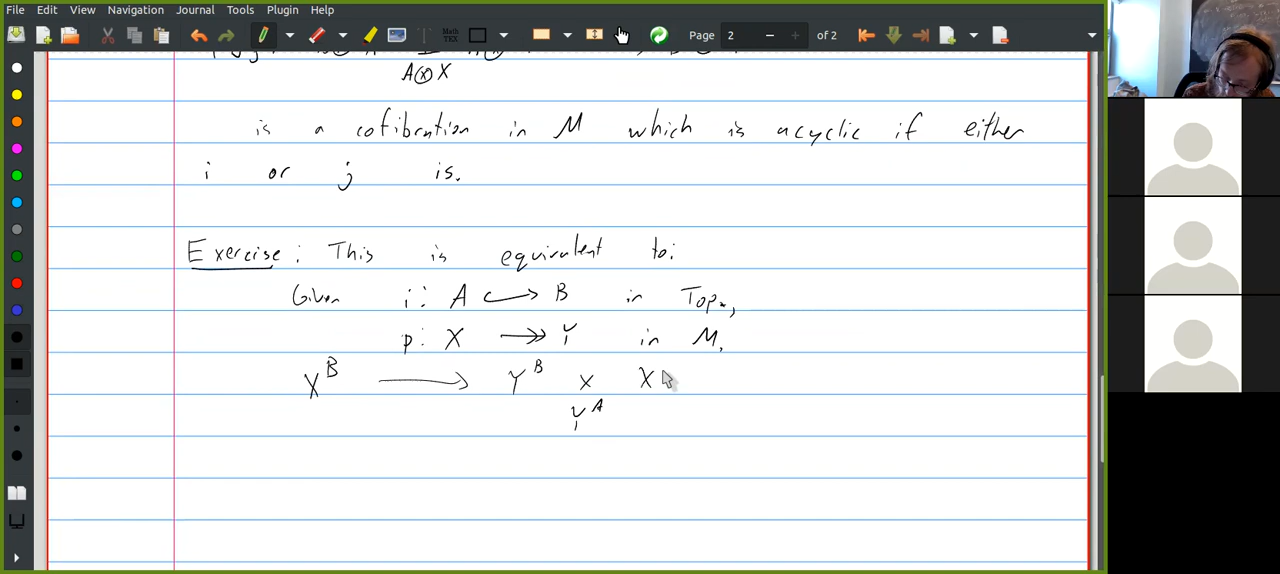 File Edit View Navigation Journal Tools Plugin Help
Page 2 of 2
A⊗X
is a cofibration in M which is acyclic if either
i or j is.
Exercise: This is equivalent to:
Given i: A ↪ B in Top*,
p: X ↠ Y in M,
X^B → Y^B × X
Y^A